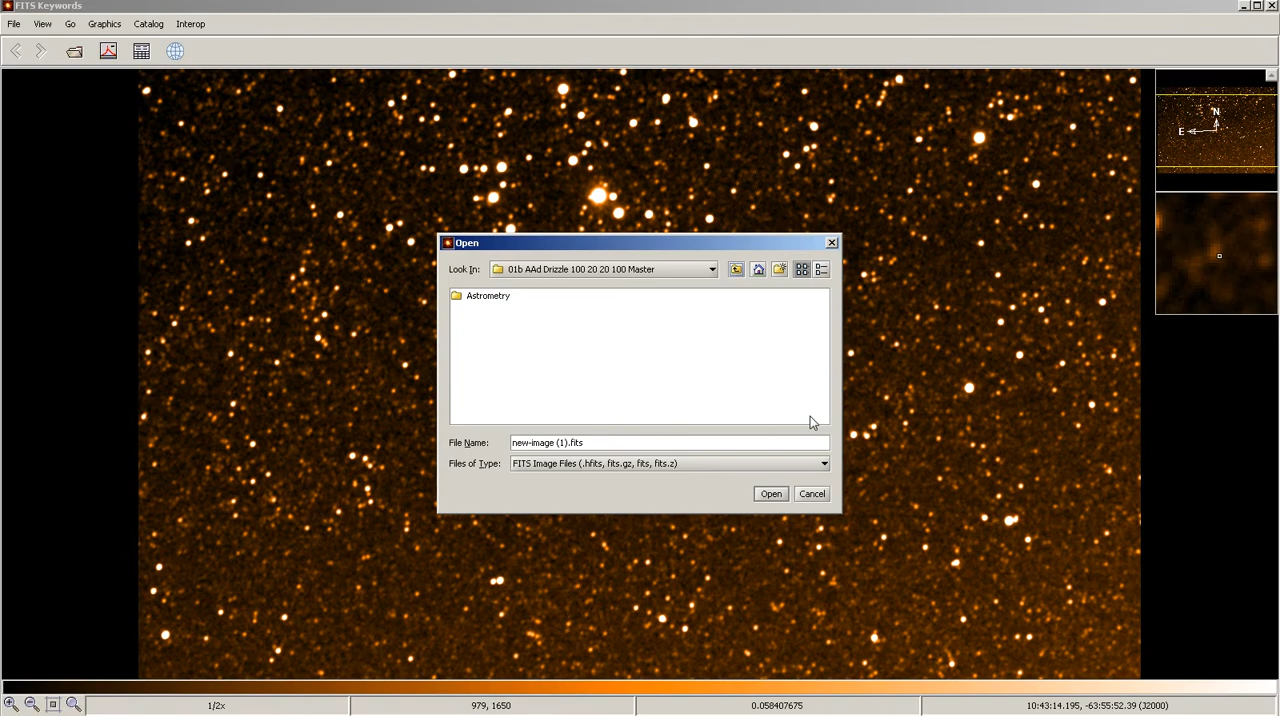 FITS Keywords
File View Go Graphics Catalog Interop
N
E
Open
Look In: 01b AAd Drizzle 100 20 20 100 Master
Astrometry
File Name: new-image (1).fits
Files of Type: FITS Image Files (.hfits, fits.gz, fits, fits.z)
Open Cancel
1/2x 979, 1650 0.058407675 10:43:14.195, -63:55:52.39 (J2000)